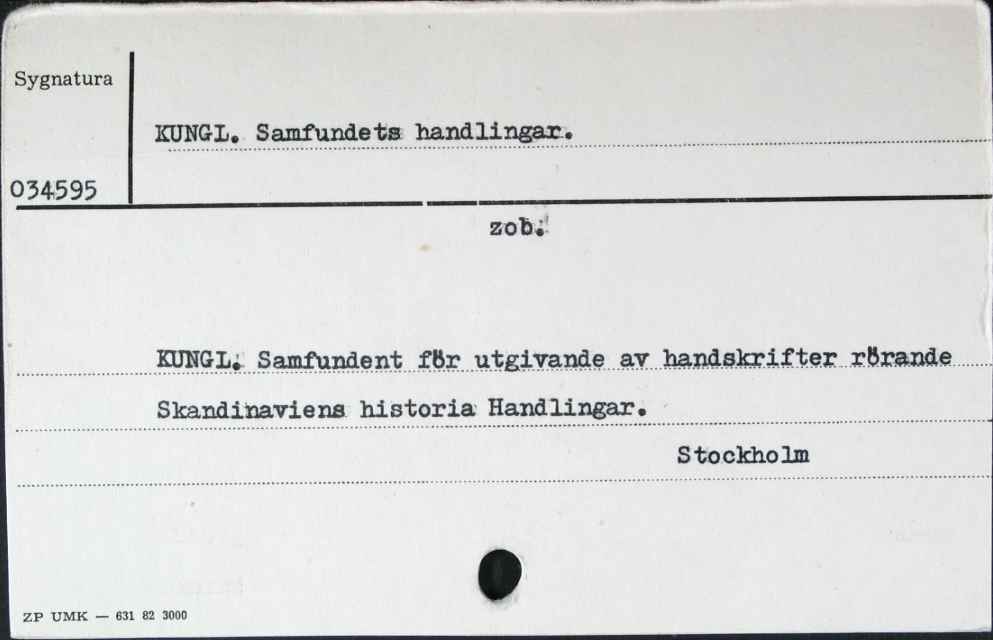 Sygnatura
KUNGL. Samfundets handlingar.
034595
zob.
KUNGL. Samfundent för utgivande av handskrifter rörande
Skandinaviens historia Handlingar.
Stockholm
ZP UMK — 631 82 3000